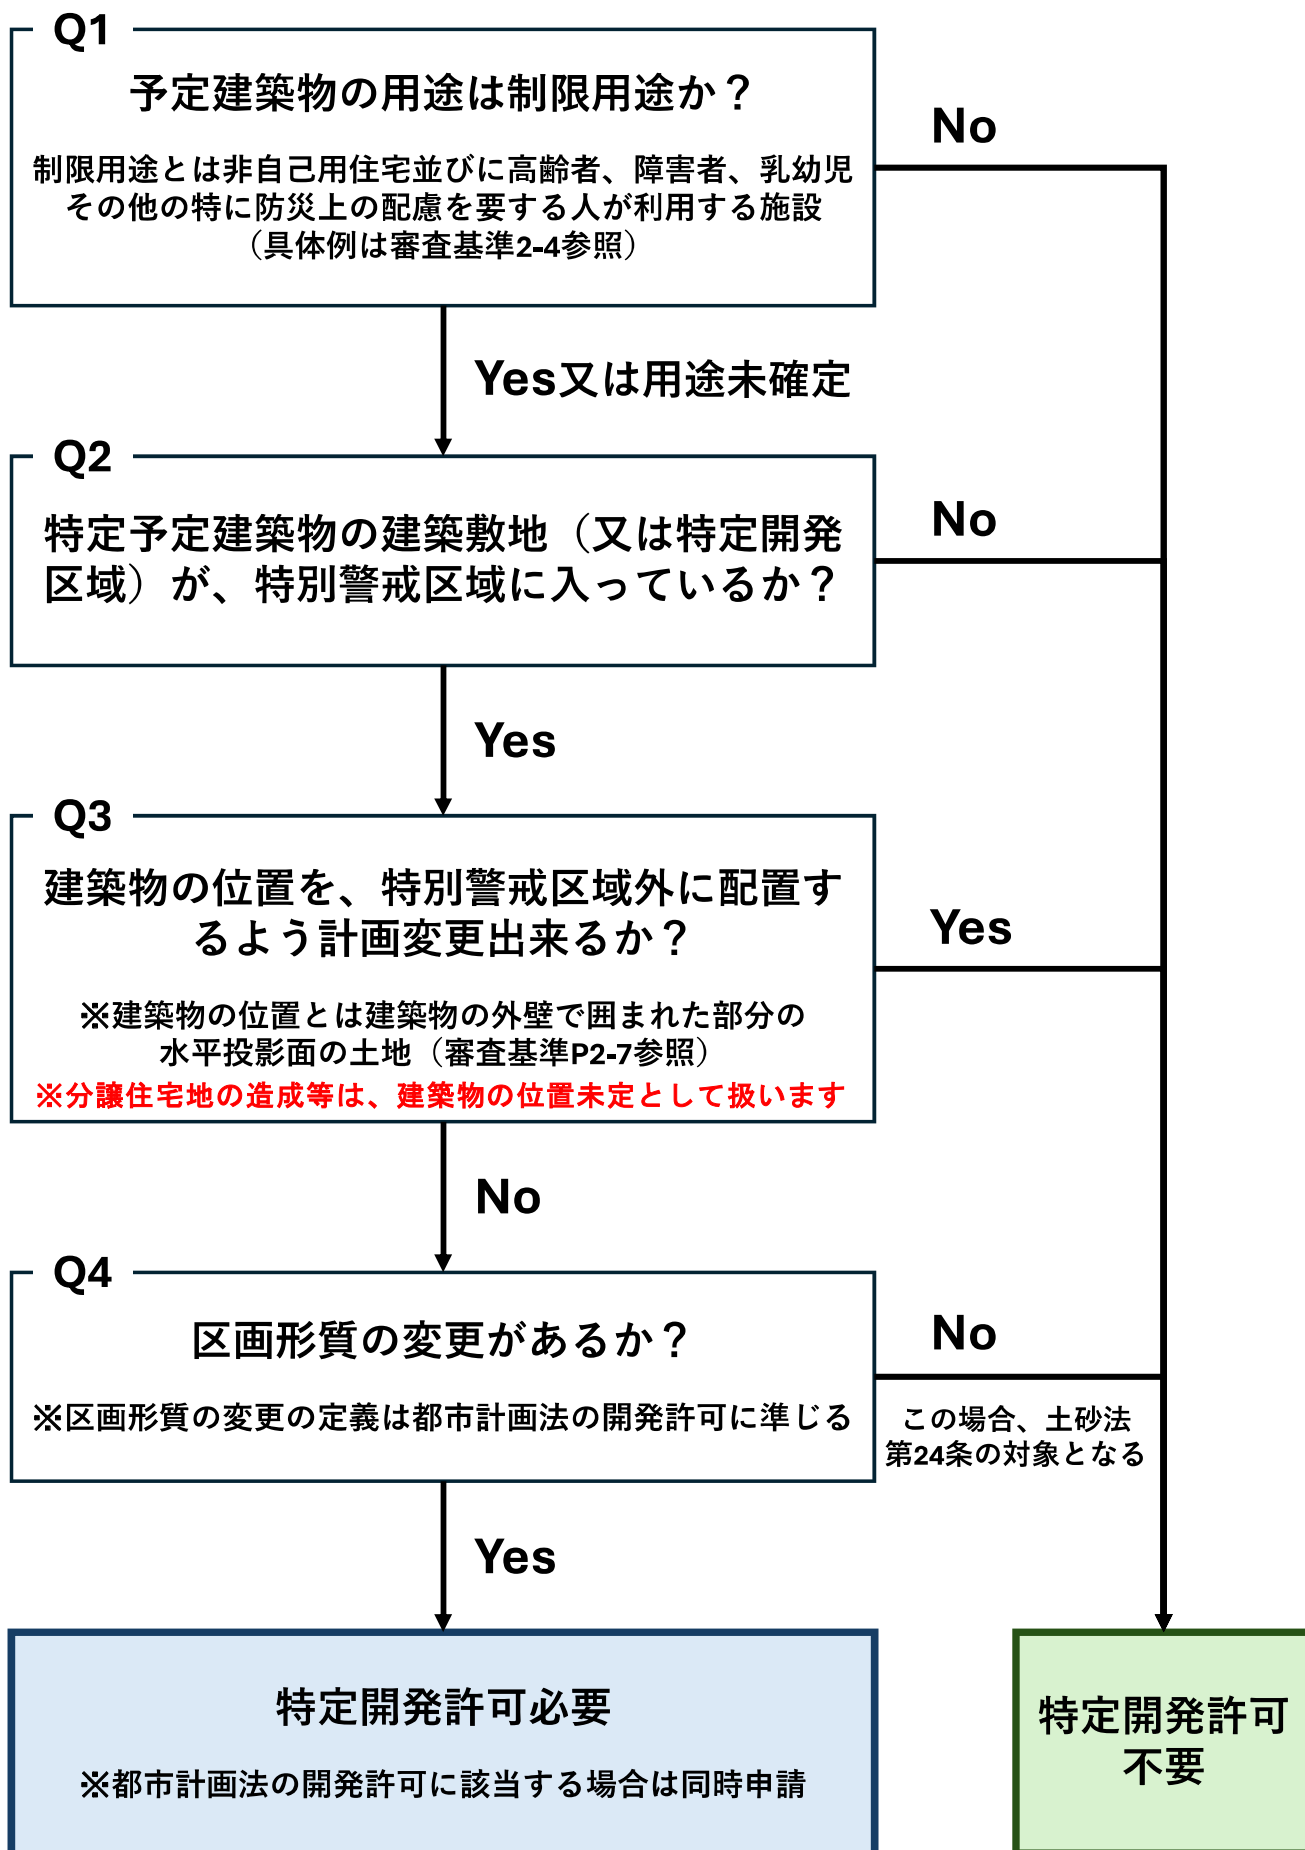 Q1
予定建築物の用途は制限用途か？
制限用途とは非自己用住宅並びに高齢者、障害者、乳幼児
その他の特に防災上の配慮を要する人が利用する施設
（具体例は審査基準2-4参照）
No
Yes又は用途未確定
Q2
特定予定建築物の建築敷地（又は特定開発
区域）が、特別警戒区域に入っているか？
No
Yes
Q3
建築物の位置を、特別警戒区域外に配置す
るよう計画変更出来るか？
※建築物の位置とは建築物の外壁で囲まれた部分の
水平投影面の土地（審査基準P2-7参照）
※分譲住宅地の造成等は、建築物の位置未定として扱います
Yes
No
Q4
区画形質の変更があるか？
※区画形質の変更の定義は都市計画法の開発許可に準じる
No
この場合、土砂法
第24条の対象となる
Yes
特定開発許可必要
※都市計画法の開発許可に該当する場合は同時申請
特定開発許可
不要